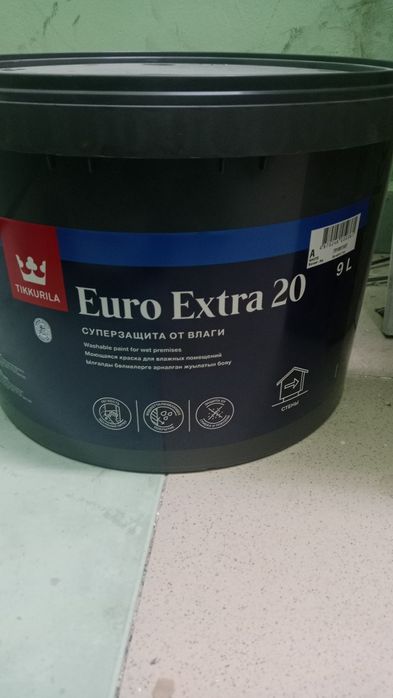 TIKKURILA
Euro Extra 20
СУПЕРЗАЩИТА ОТ ВЛАГИ
Washable paint for wet premises
Моющаяся краска для влажных помещений
Ылғалды бөлмелерге арналған жуылатын бояу
A
9 L
СТЕНЫ